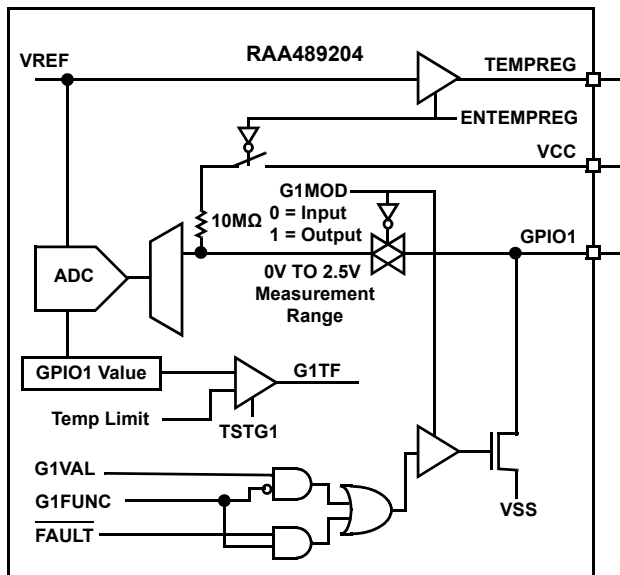 RAA489204
VREF
TEMPREG
ENTEMPREG
VCC
G1MOD
0 = Input
1 = Output
10MΩ
GPIO1
ADC
0V TO 2.5V
Measurement
Range
GPIO1 Value
G1TF
Temp Limit
TSTG1
G1VAL
G1FUNC
FAULT
VSS